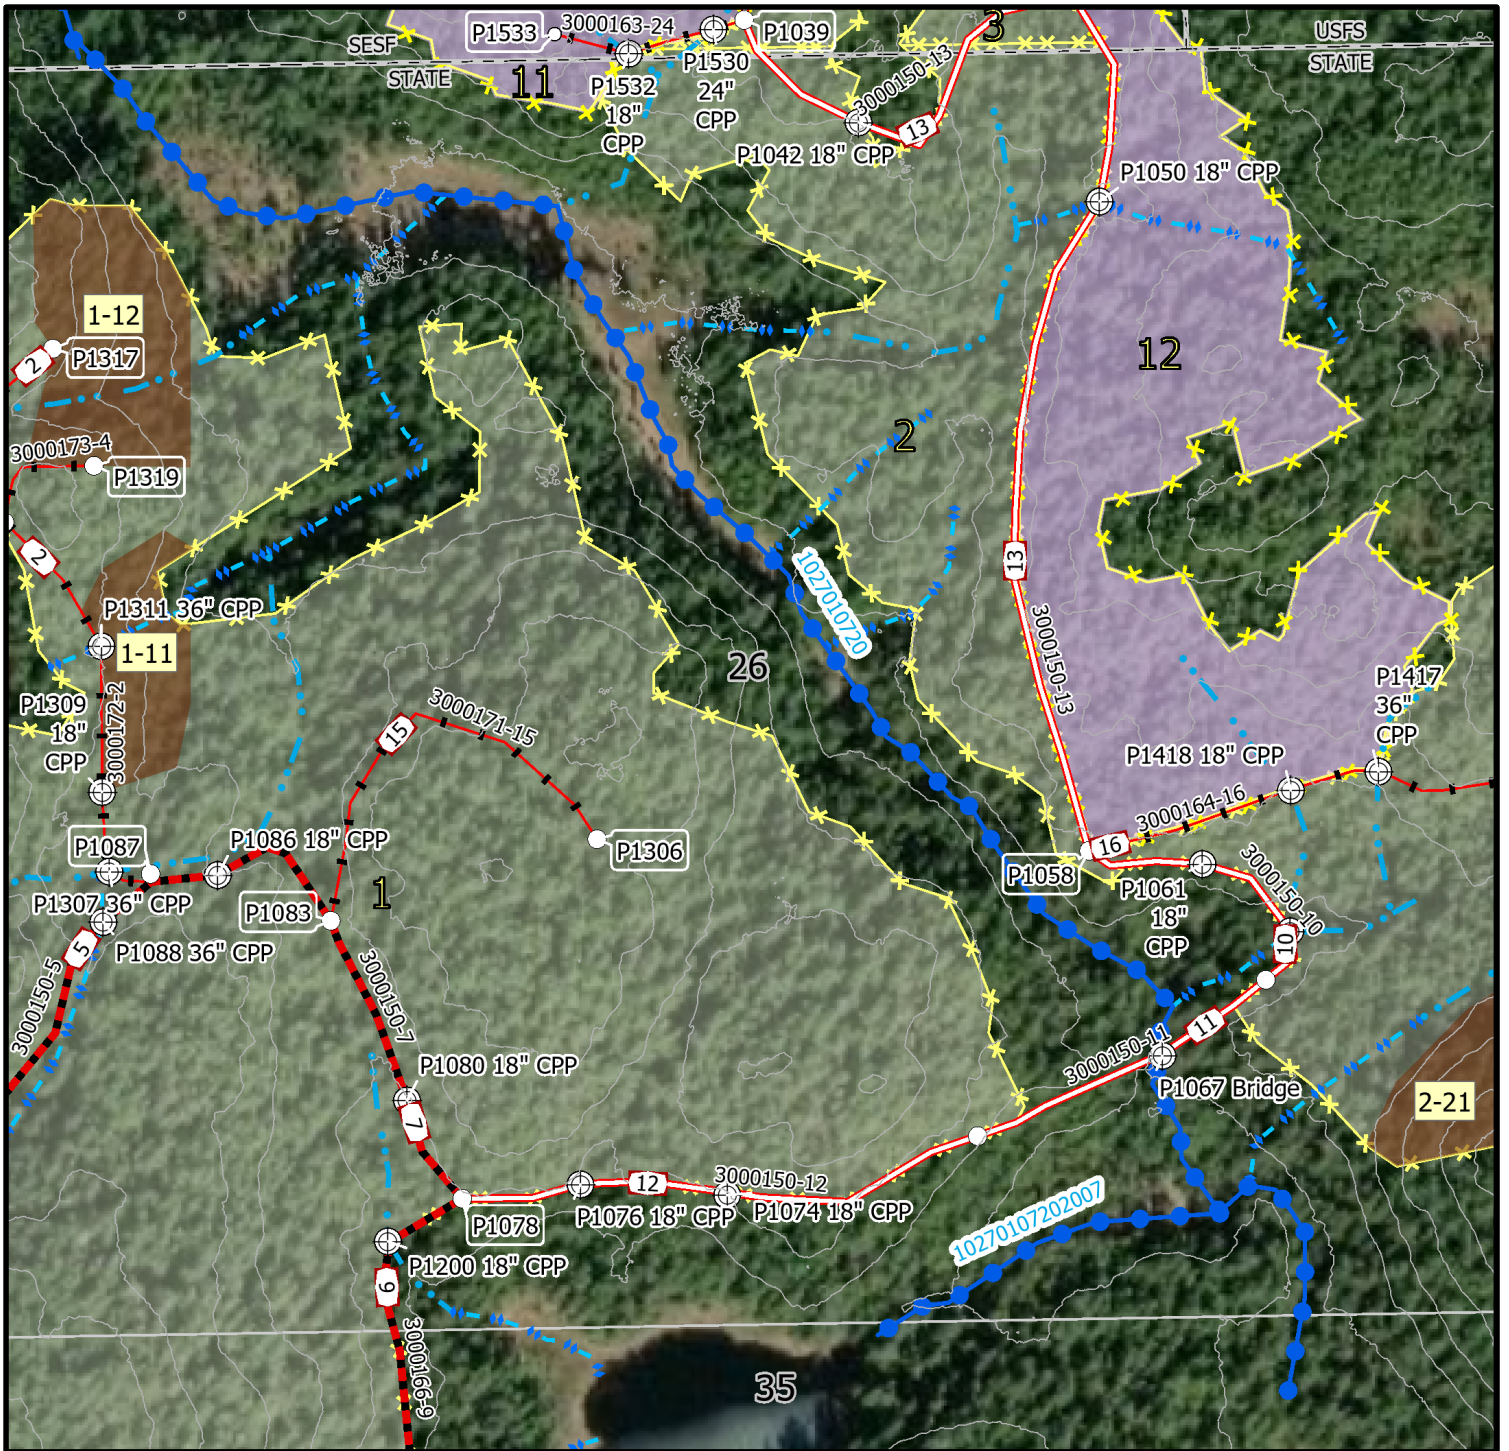 P1533
3000163-24
P1039
3
USFS
SESF
STATE
STATE
11
P1532
18"
CPP
P1530
24"
CPP
3000150-13
13
P1042 18" CPP
P1050 18" CPP
1-12
2
P1317
12
2
3000173-4
P1319
2
13
1027010720
P1311 36" CPP
1-11
3000150-13
26
P1309
18"
CPP
3000172-2
15
3000171-15
P1417
36"
CPP
P1418 18" CPP
3000164-16
16
P1087
P1086 18" CPP
P1306
P1058
P1061
18"
CPP
3000150-10
10
P1307 36" CPP
P1083
1
P1088 36" CPP
5
3000150-5
3000150-7
11
3000150-11
P1080 18" CPP
P1067 Bridge
2-21
7
12
3000150-12
P1078
P1076 18" CPP
P1074 18" CPP
10270107202007
P1200 18" CPP
9
3000166-9
35